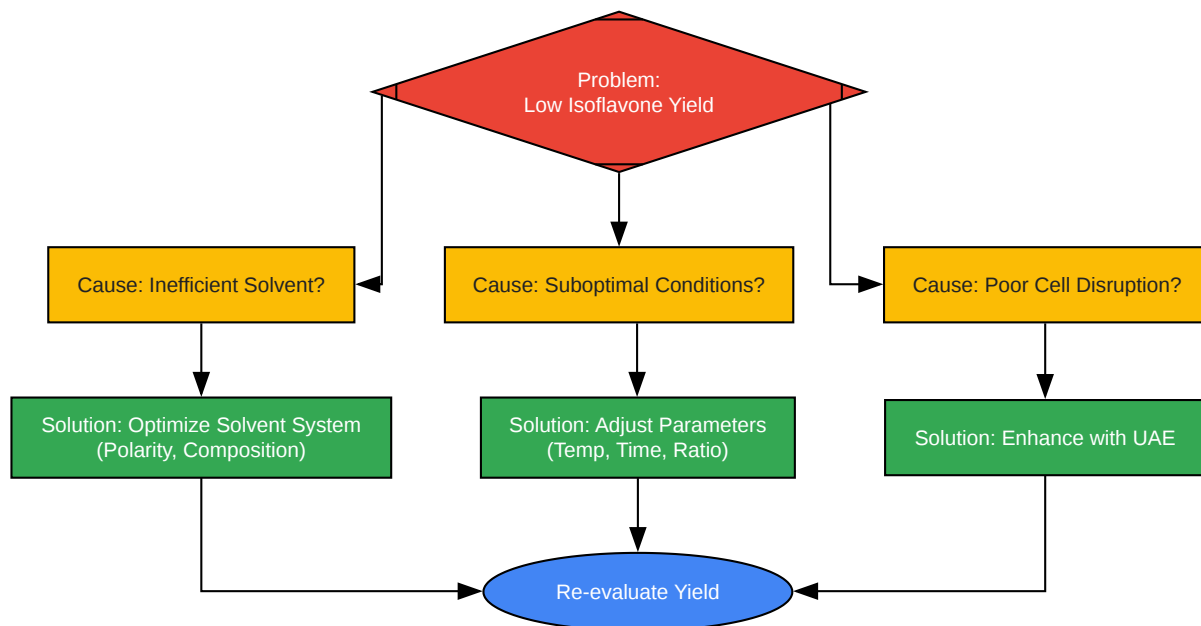 Problem:
Low Isoflavone Yield
Cause: Inefficient Solvent?
Cause: Suboptimal Conditions?
Cause: Poor Cell Disruption?
Solution: Optimize Solvent System
(Polarity, Composition)
Solution: Adjust Parameters
(Temp, Time, Ratio)
Solution: Enhance with UAE
Re-evaluate Yield